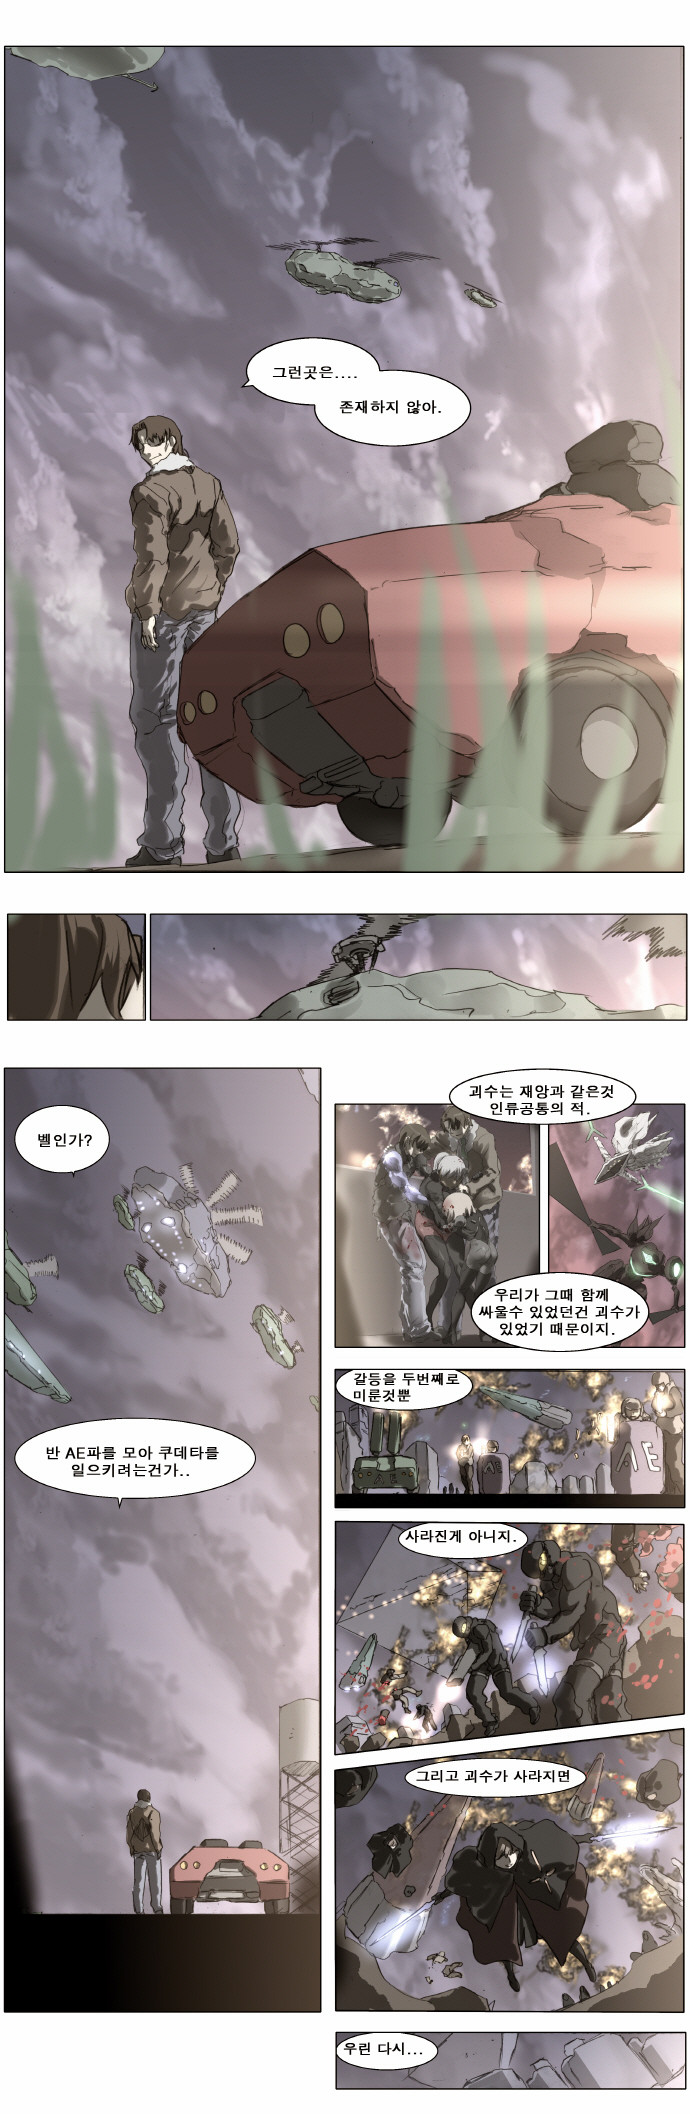 그런곳은....
존재하지 않아.
벨인가?
반 AE파를 모아 쿠데타를
일으키려는건가..
괴수는 재앙과 같은것
인류공통의 적.
우리가 그때 함께
싸울수 있었던건 괴수가
있었기 때문이지.
갈등을 두번째로
미룬것뿐
AE
AE
AE
사라진게 아니지.
그리고 괴수가 사라지면
우린 다시...